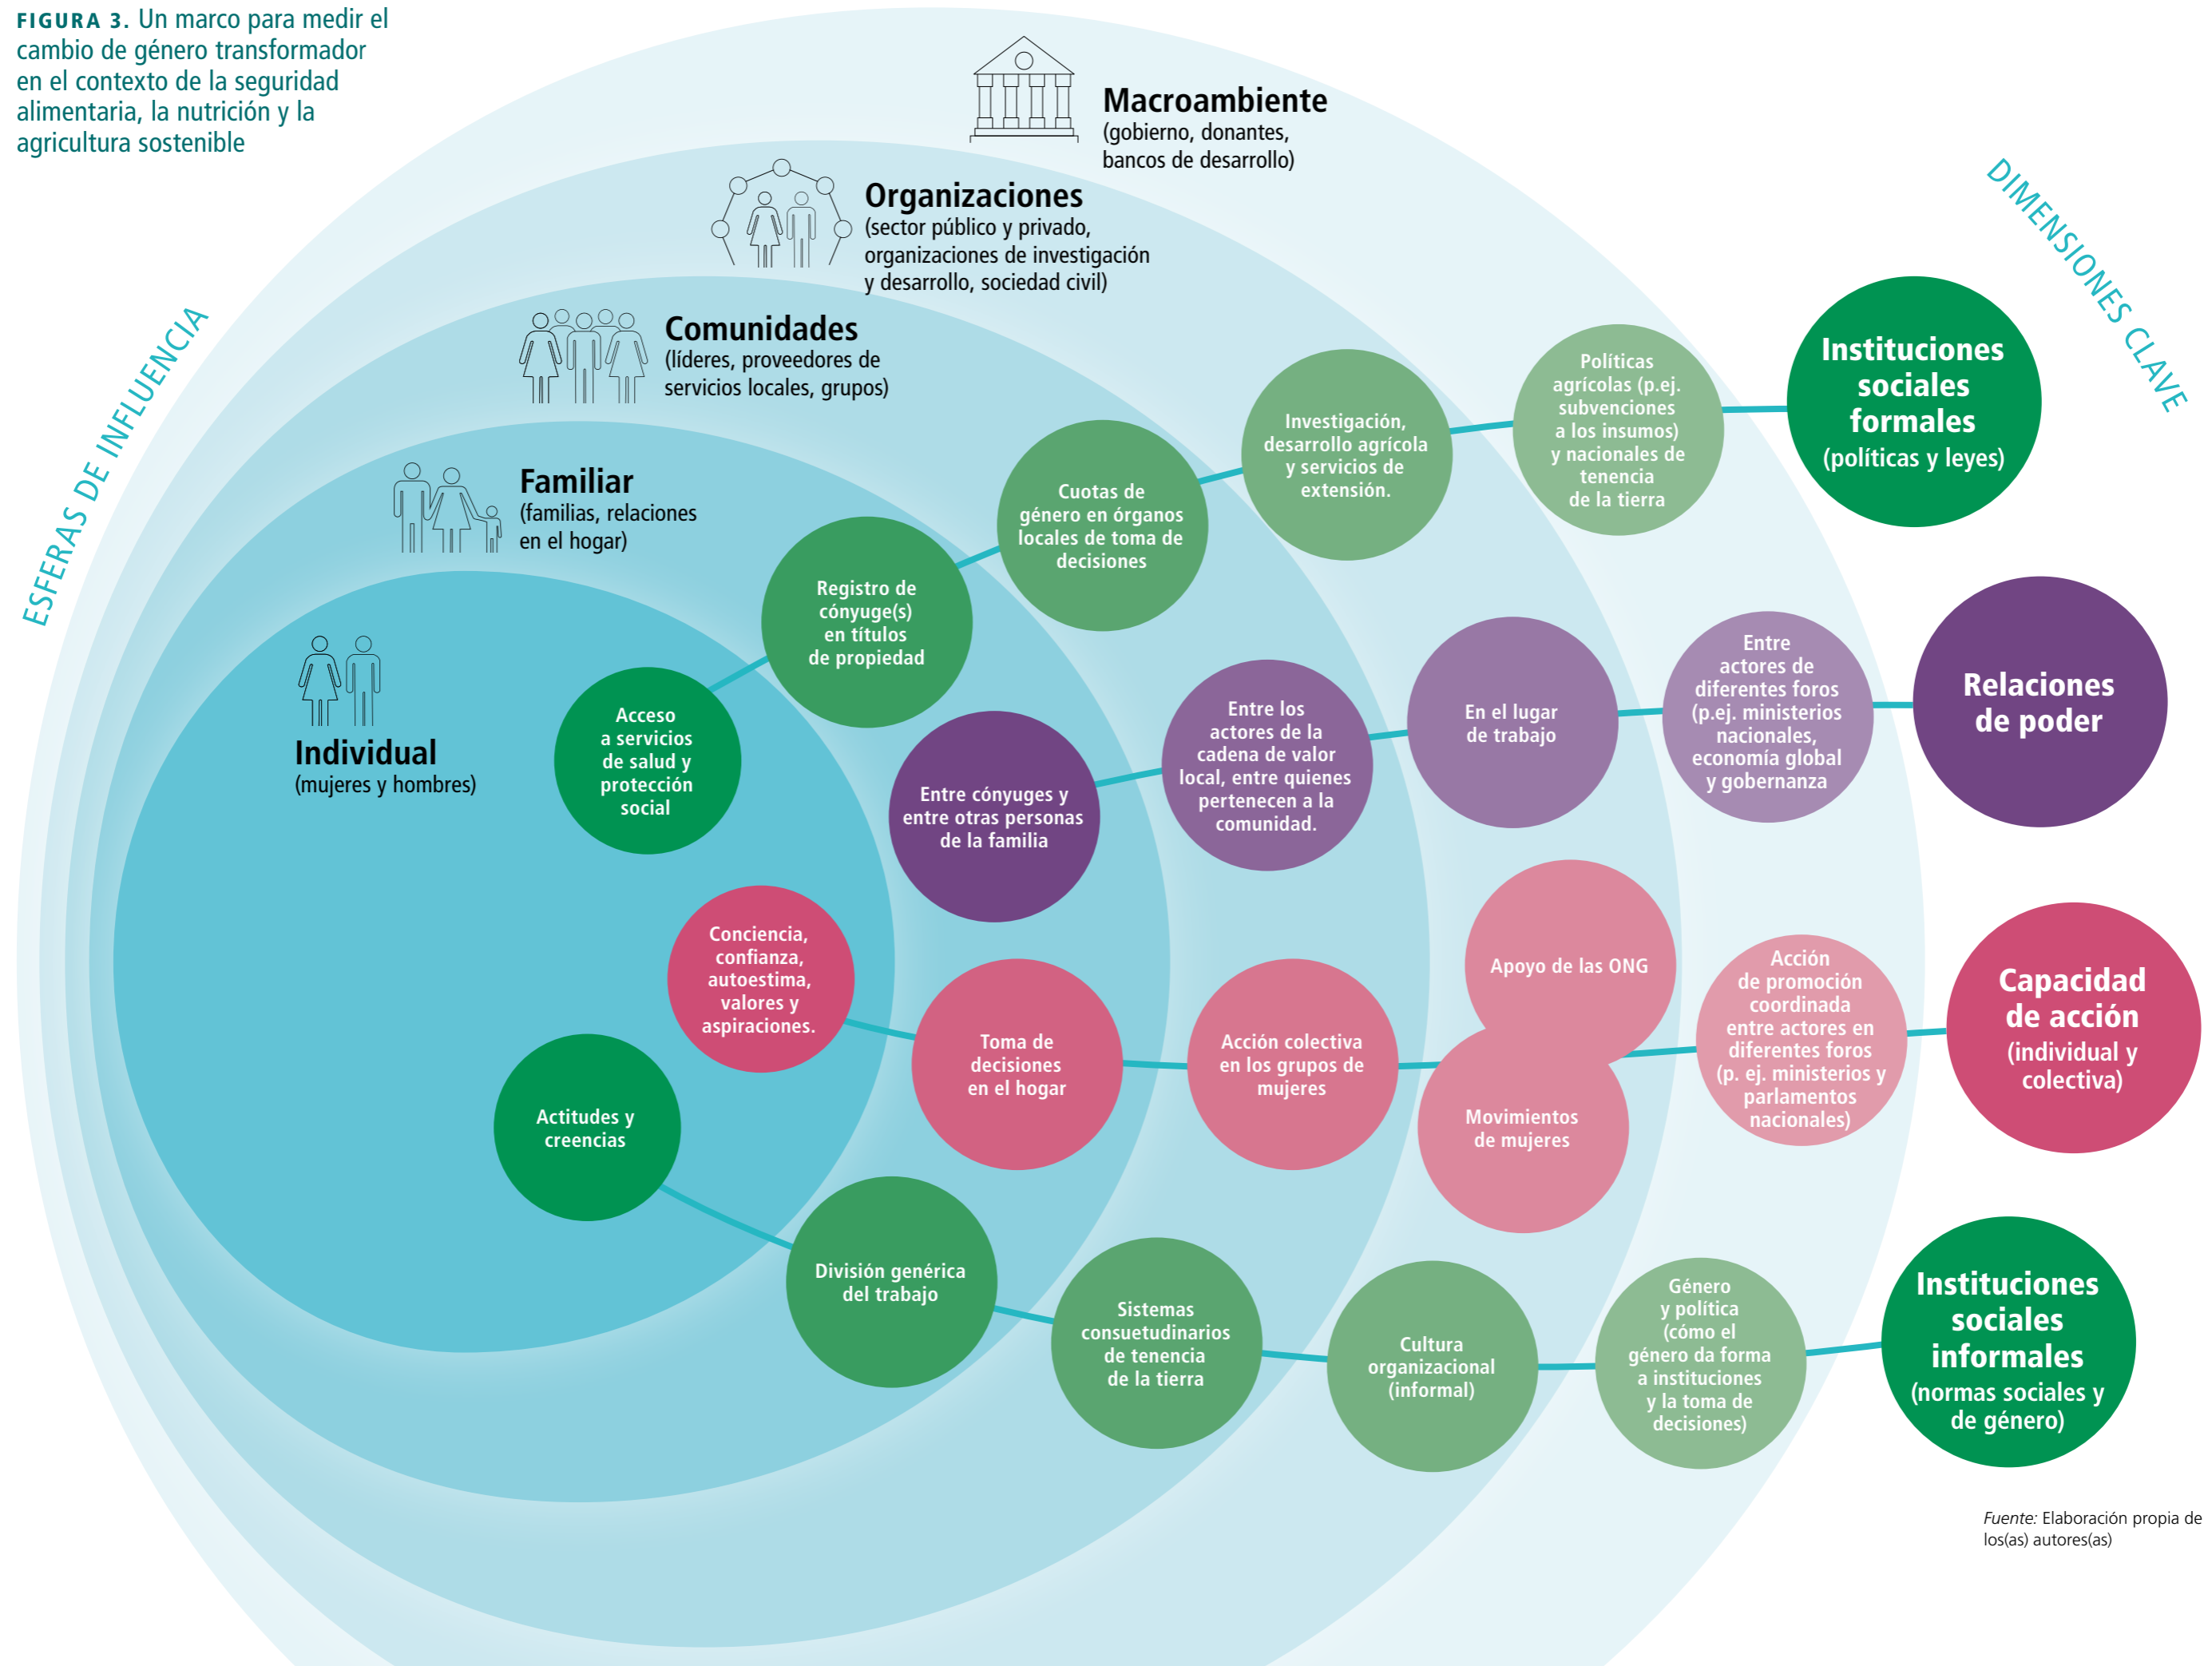 FIGURA 3. Un marco para medir el
cambio de género transformador
en el contexto de la seguridad
alimentaria, la nutrición y la
agricultura sostenible
ESFERAS DE INFLUENCIA
DIMENSIONES CLAVE
Macroambiente
(gobierno, donantes,
bancos de desarrollo)
Organizaciones
(sector público y privado,
organizaciones de investigación
y desarrollo, sociedad civil)
Comunidades
(líderes, proveedores de
servicios locales, grupos)
Familiar
(familias, relaciones
en el hogar)
Individual
(mujeres y hombres)
Acceso
a servicios
de salud y
protección
social
Registro de
cónyuge(s)
en títulos
de propiedad
Cuotas de
género en órganos
locales de toma de
decisiones
Investigación,
desarrollo agrícola
y servicios de
extensión.
Políticas
agrícolas (p.ej.
subvenciones
a los insumos)
y nacionales de
tenencia
de la tierra
Instituciones
sociales
formales
(políticas y leyes)
Entre cónyuges y
entre otras personas
de la familia
Entre los
actores de la
cadena de valor
local, entre quienes
pertenecen a la
comunidad.
En el lugar
de trabajo
Entre
actores de
diferentes foros
(p.ej. ministerios
nacionales,
economía global
y gobernanza
Relaciones
de poder
Conciencia,
confianza,
autoestima,
valores y
aspiraciones.
Toma de
decisiones
en el hogar
Acción colectiva
en los grupos de
mujeres
Apoyo de las ONG
Movimientos
de mujeres
Acción
de promoción
coordinada
entre actores en
diferentes foros
(p. ej. ministerios y
parlamentos
nacionales)
Capacidad
de acción
(individual y
colectiva)
Actitudes y
creencias
División genérica
del trabajo
Sistemas
consuetudinarios
de tenencia
de la tierra
Cultura
organizacional
(informal)
Género
y política
(cómo el
género da forma
a instituciones
y la toma de
decisiones)
Instituciones
sociales
informales
(normas sociales y
de género)
Fuente: Elaboración propia de
los(as) autores(as)